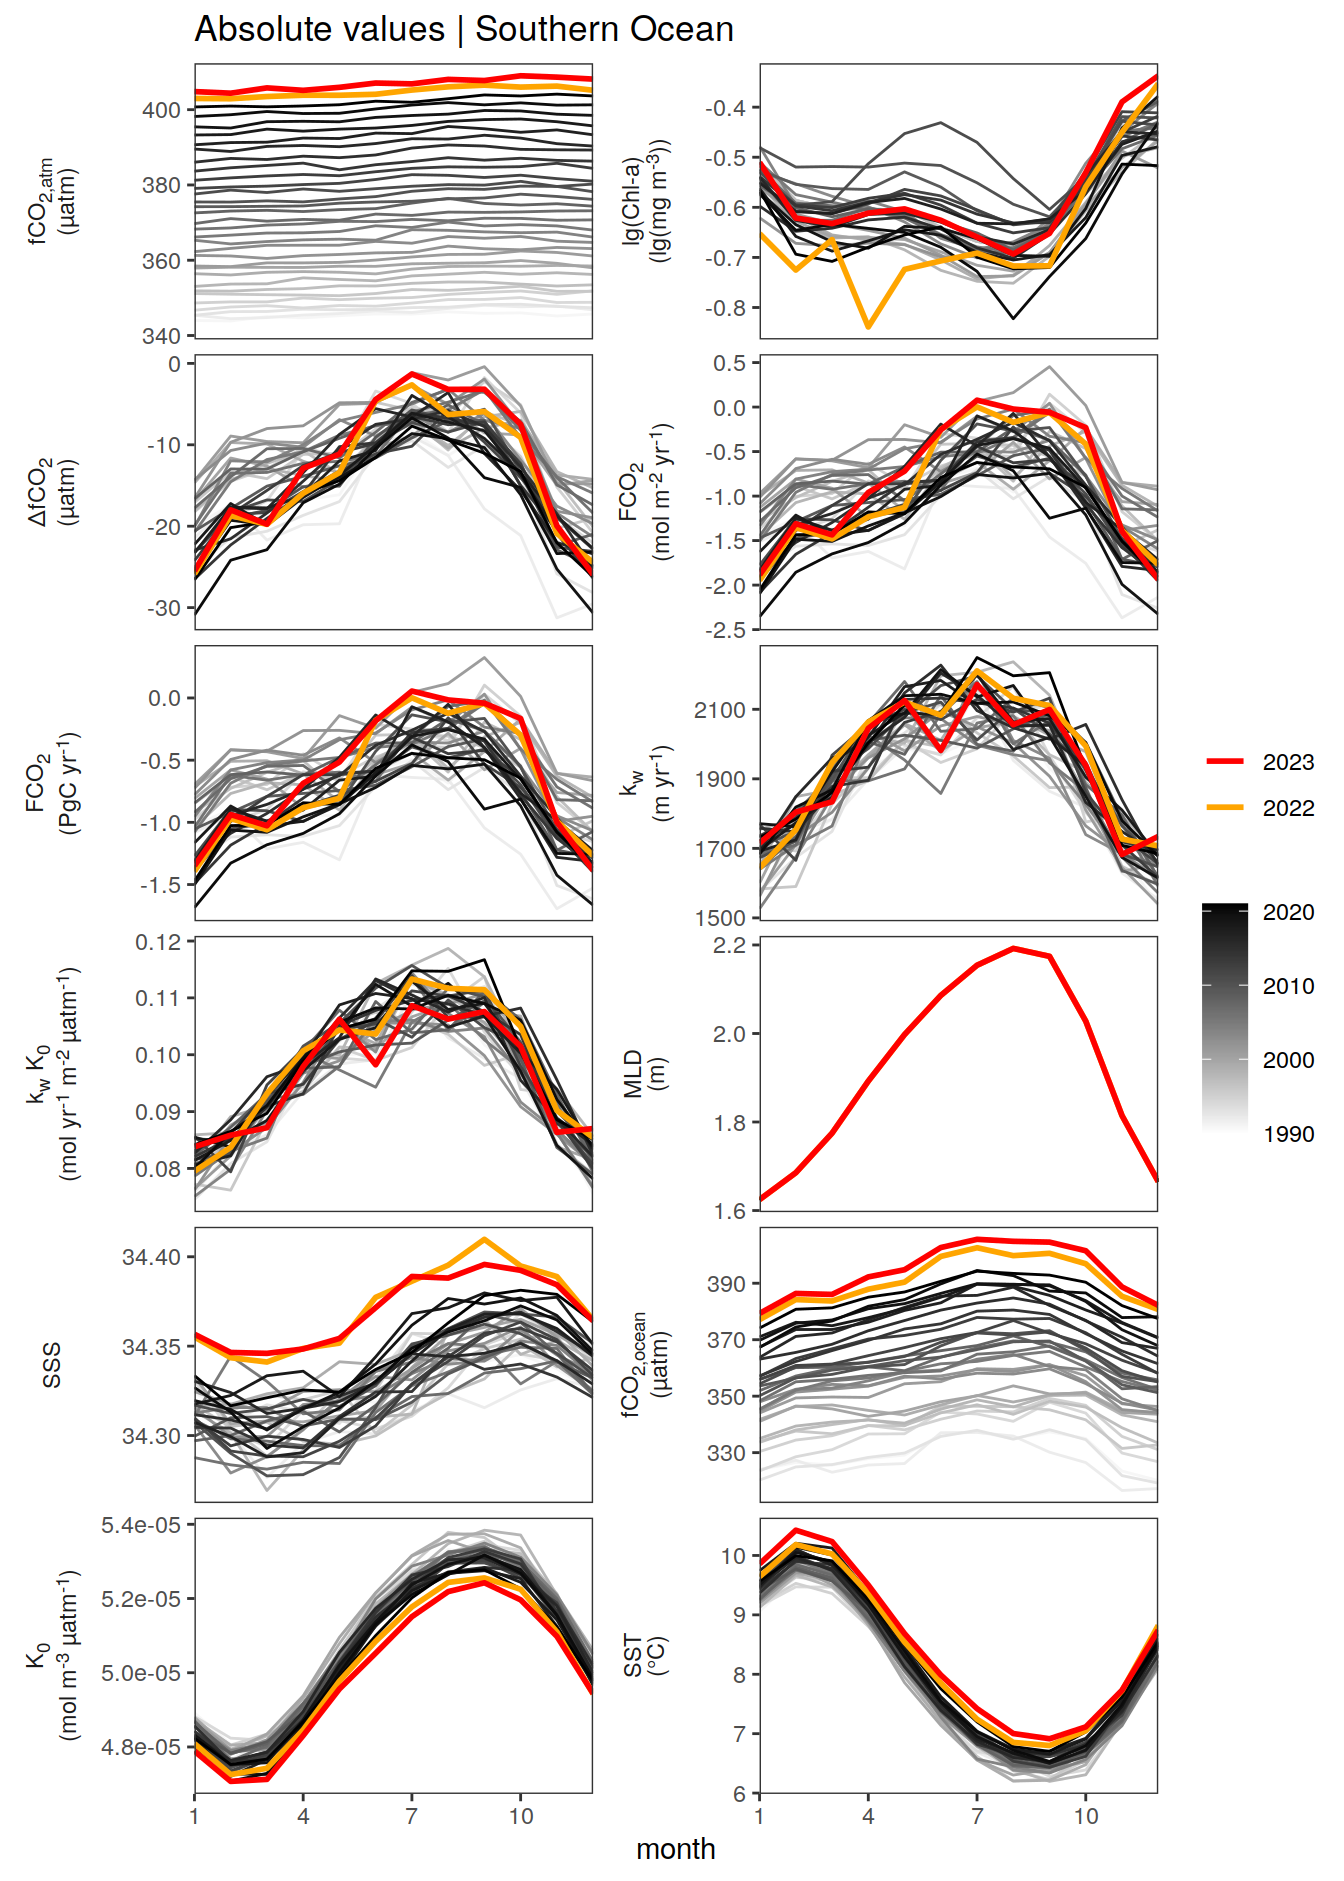 Absolute values | Southern Ocean
fCO2,atm
(µatm)
400
380
360
340
lg(Chl-a)
(lg(mg m-3))
-0.4
-0.5
-0.6
-0.7
-0.8
ΔfCO2
(µatm)
0
-10
-20
-30
FCO2
(mol m-2 yr-1)
0.5
0.0
-0.5
-1.0
-1.5
-2.0
-2.5
FCO2
(PgC yr-1)
0.0
-0.5
-1.0
-1.5
kw
(m yr-1)
2100
1900
1700
1500
2023
2022
2020
2010
2000
1990
kw K0
(mol yr-1 m-2 µatm-1)
0.12
0.11
0.10
0.09
0.08
MLD
(m)
2.2
2.0
1.8
1.6
SSS
34.40
34.35
34.30
fCO2,ocean
(µatm)
390
370
350
330
K0
(mol m-3 µatm-1)
5.4e-05
5.2e-05
5.0e-05
4.8e-05
SST
(°C)
10
9
8
7
6
1 4 7 10
1 4 7 10
month